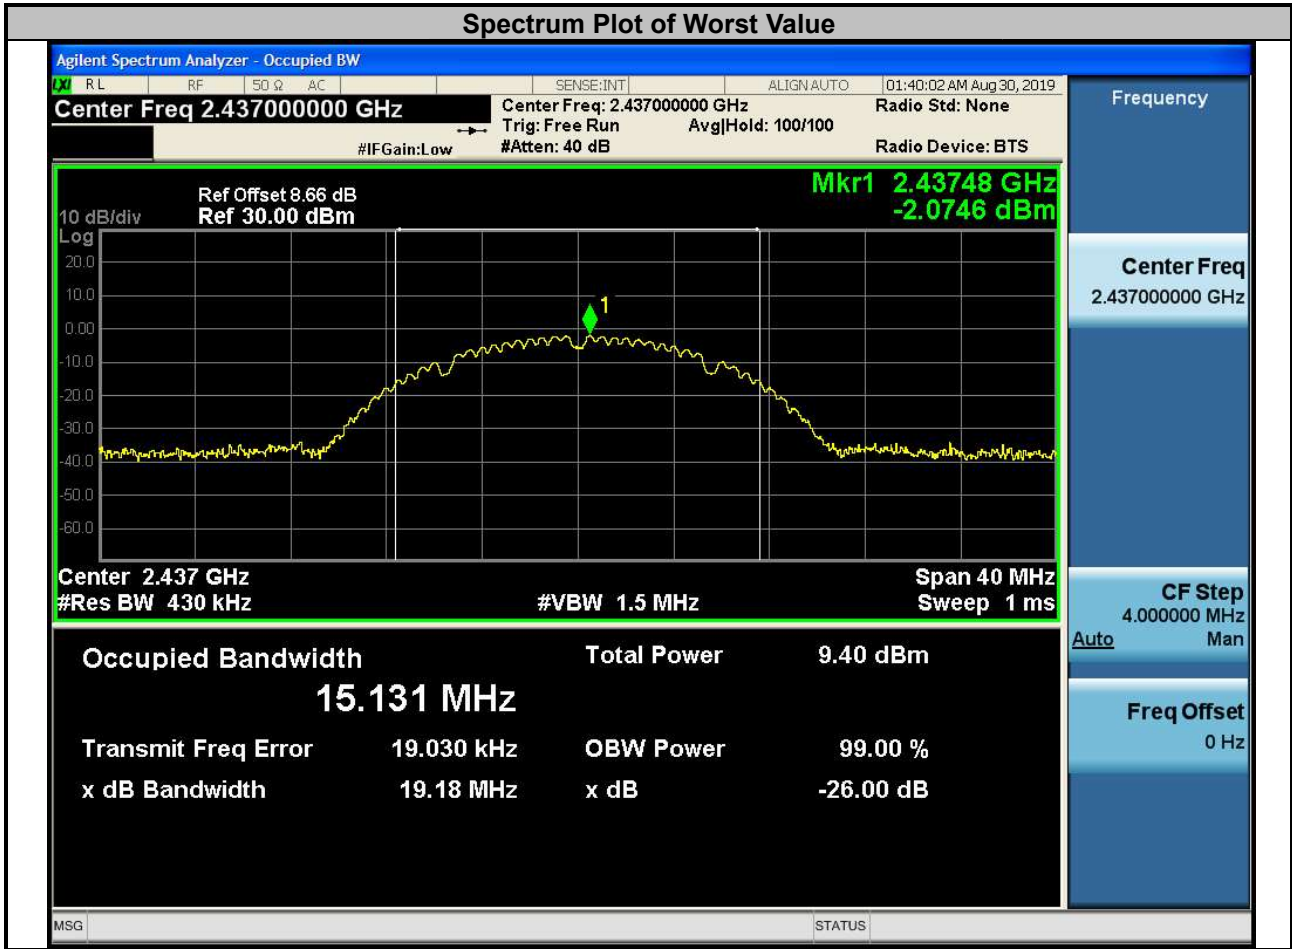 Spectrum Plot of Worst Value
Agilent Spectrum Analyzer - Occupied BW
LXI RL RF 50 Ω AC SENSE:INT ALIGN AUTO 01:40:02 AM Aug 30, 2019
Center Freq 2.437000000 GHz
#IFGain:Low
Center Freq: 2.437000000 GHz
Trig: Free Run Avg|Hold: 100/100
#Atten: 40 dB
Radio Std: None
Radio Device: BTS
Ref Offset 8.66 dB
10 dB/div Ref 30.00 dBm
Mkr1 2.43748 GHz
-2.0746 dBm
Log
20.0
10.0
0.00
-10.0
-20.0
-30.0
-40.0
-50.0
-60.0
1
Center 2.437 GHz Span 40 MHz
#Res BW 430 kHz #VBW 1.5 MHz Sweep 1 ms
Occupied Bandwidth Total Power 9.40 dBm
15.131 MHz
Transmit Freq Error 19.030 kHz OBW Power 99.00 %
x dB Bandwidth 19.18 MHz x dB -26.00 dB
MSG STATUS
Frequency
Center Freq
2.437000000 GHz
CF Step
4.000000 MHz
Auto Man
Freq Offset
0 Hz